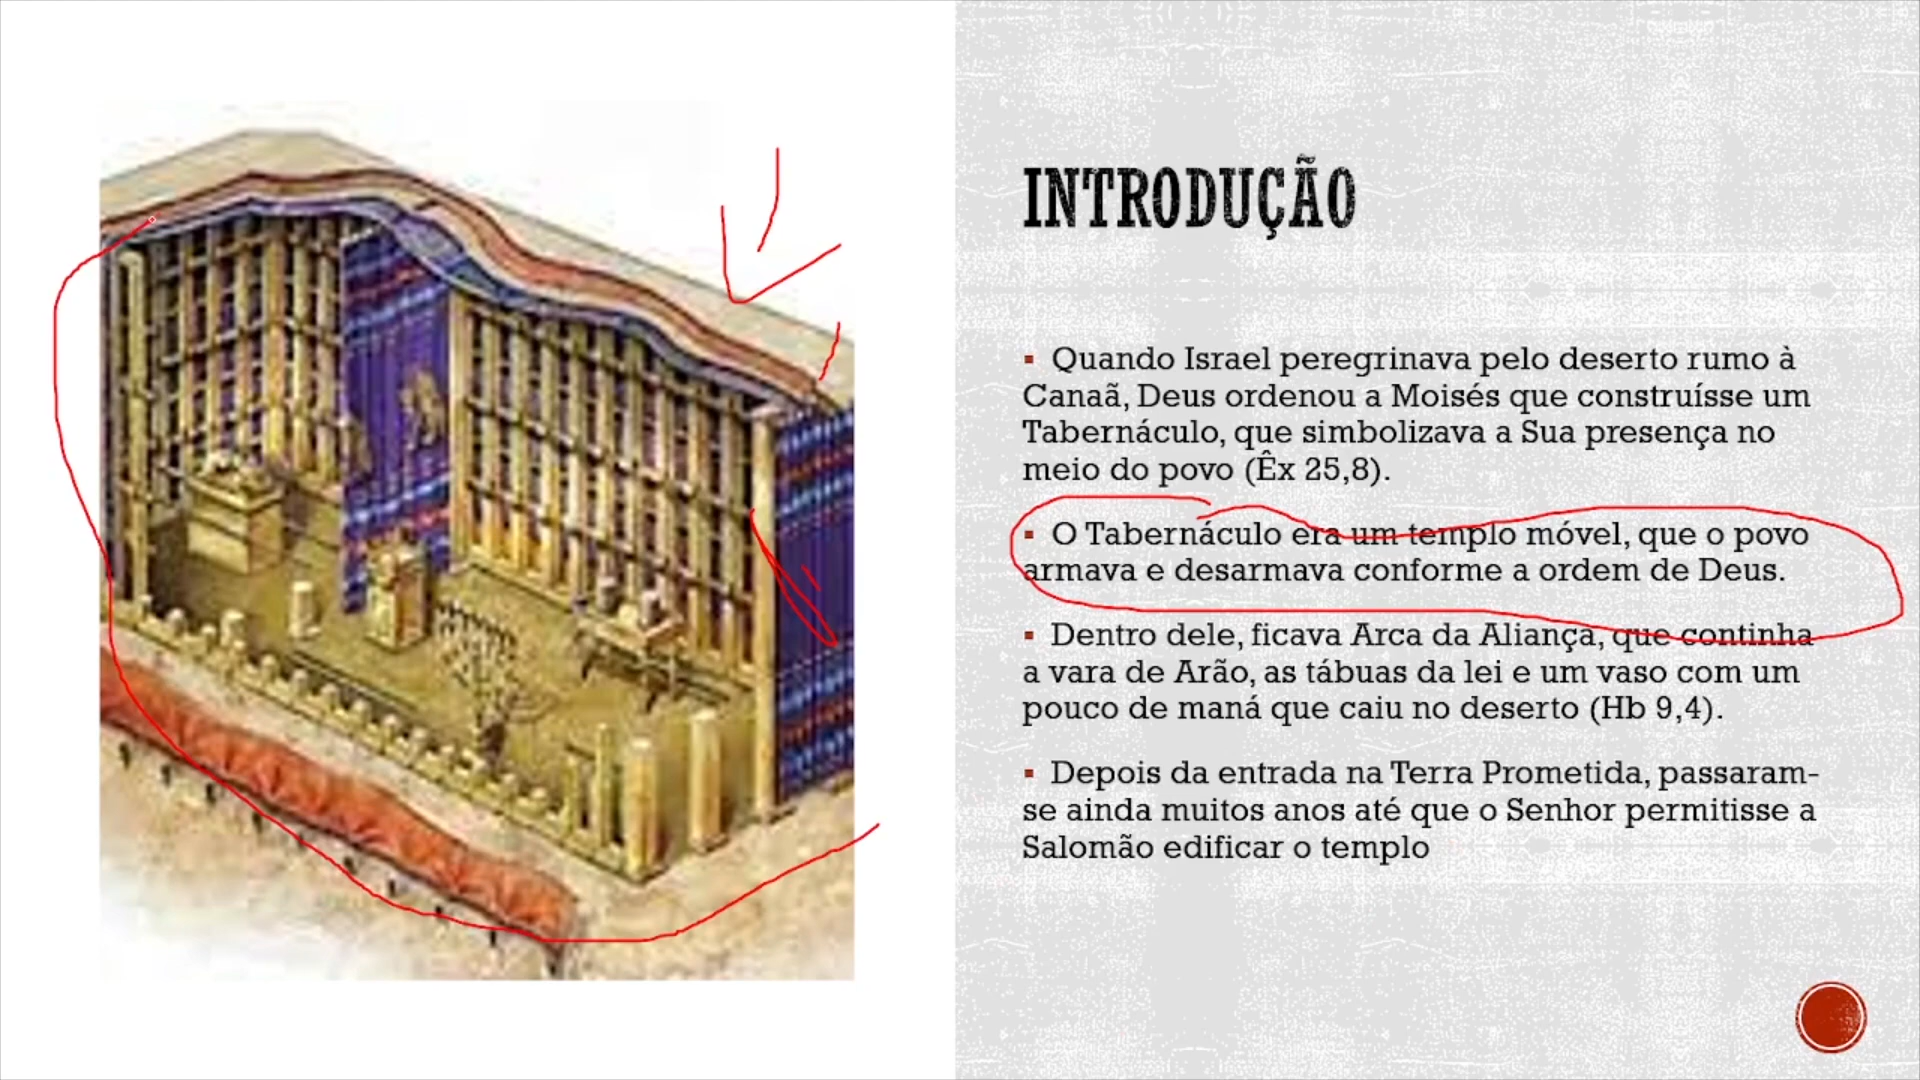 INTRODUÇÃO
▪ Quando Israel peregrinava pelo deserto rumo à
Canaã, Deus ordenou a Moisés que construísse um
Tabernáculo, que simbolizava a Sua presença no
meio do povo (Êx 25,8).
▪ O Tabernáculo era um templo móvel, que o povo
armava e desarmava conforme a ordem de Deus.
▪ Dentro dele, ficava Arca da Aliança, que continha
a vara de Arão, as tábuas da lei e um vaso com um
pouco de maná que caiu no deserto (Hb 9,4).
▪ Depois da entrada na Terra Prometida, passaram-
se ainda muitos anos até que o Senhor permitisse a
Salomão edificar o templo